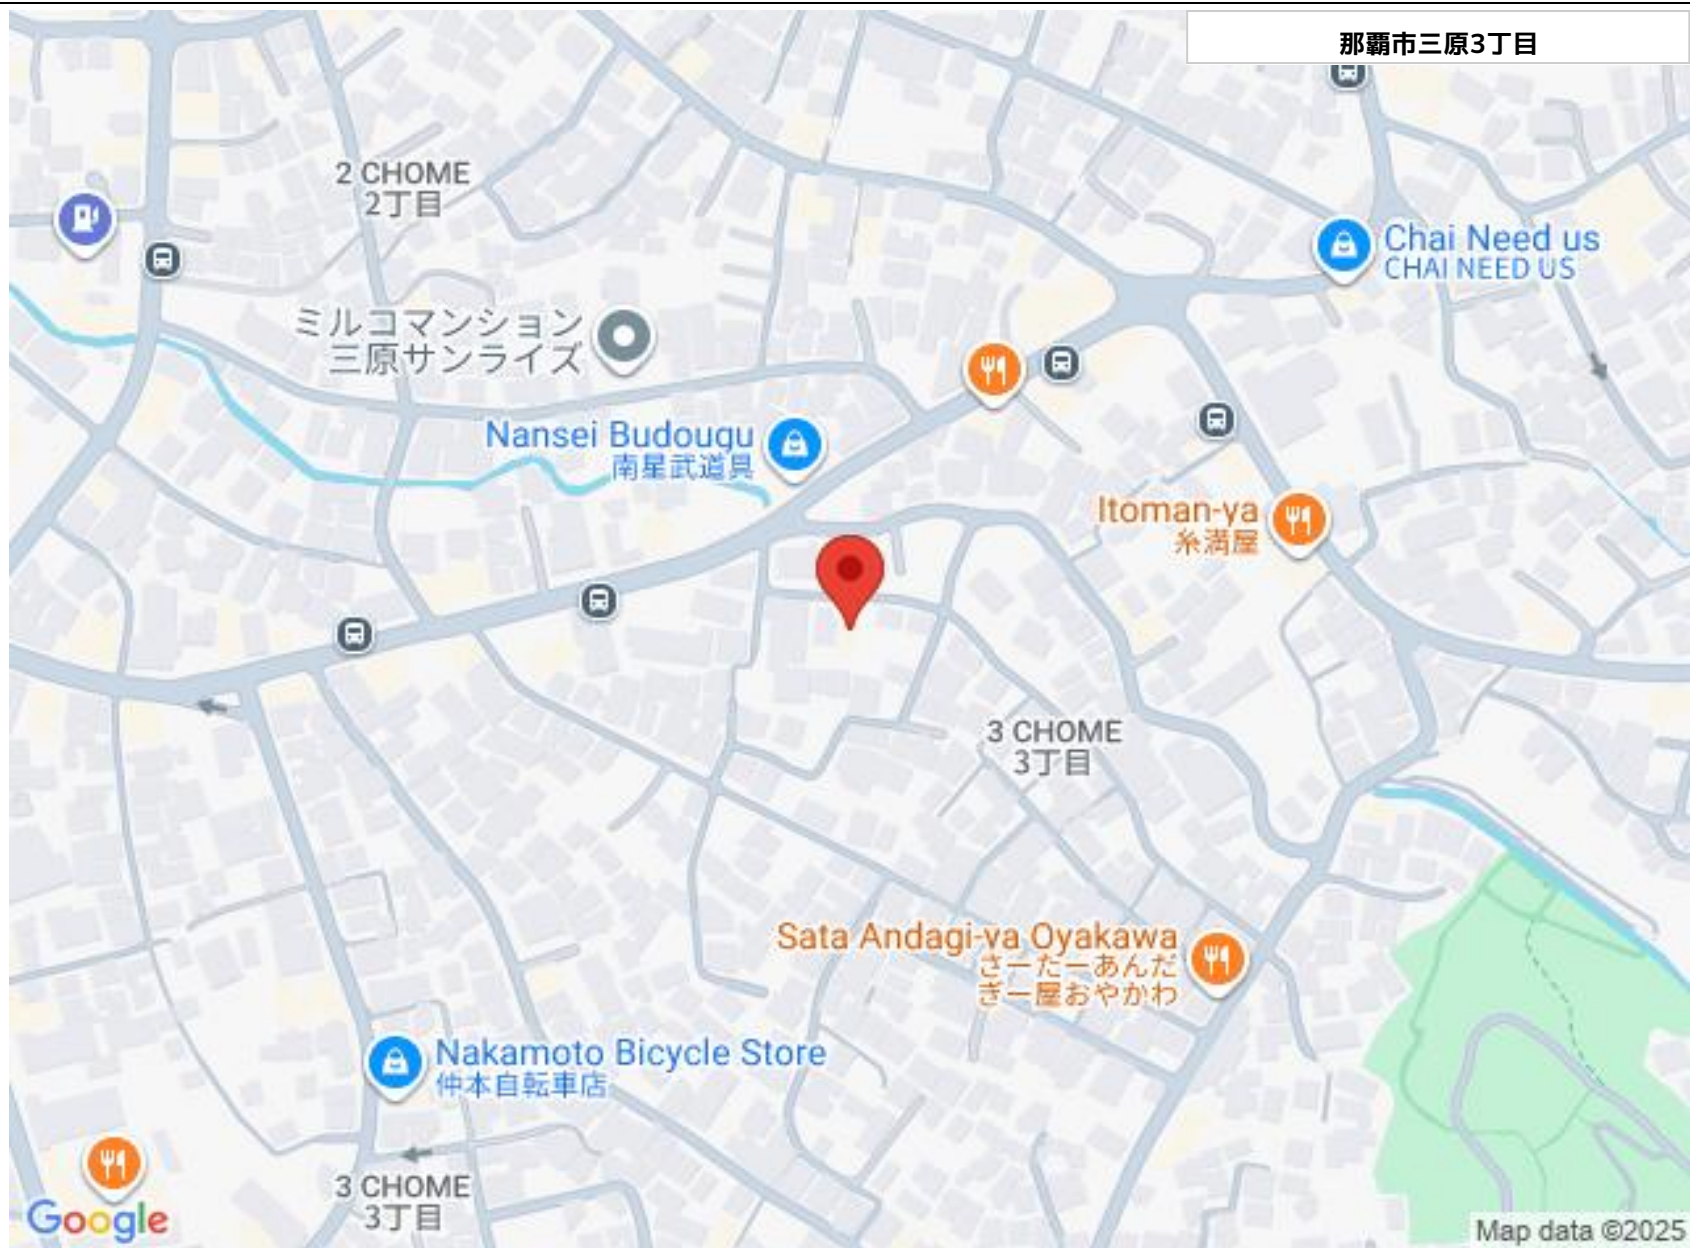 那覇市三原3丁目
2 CHOME
2丁目
Chai Need us
CHAI NEED US
ミルコマンション
三原サンライズ
Nansei Budougu
南星武道具
Itoman-ya
糸満屋
3 CHOME
3丁目
Sata Andagi-ya Oyakawa
さーたーあんだ
ぎー屋おやかわ
Nakamoto Bicycle Store
仲本自転車店
3 CHOME
3丁目
Google
Map data ©2025